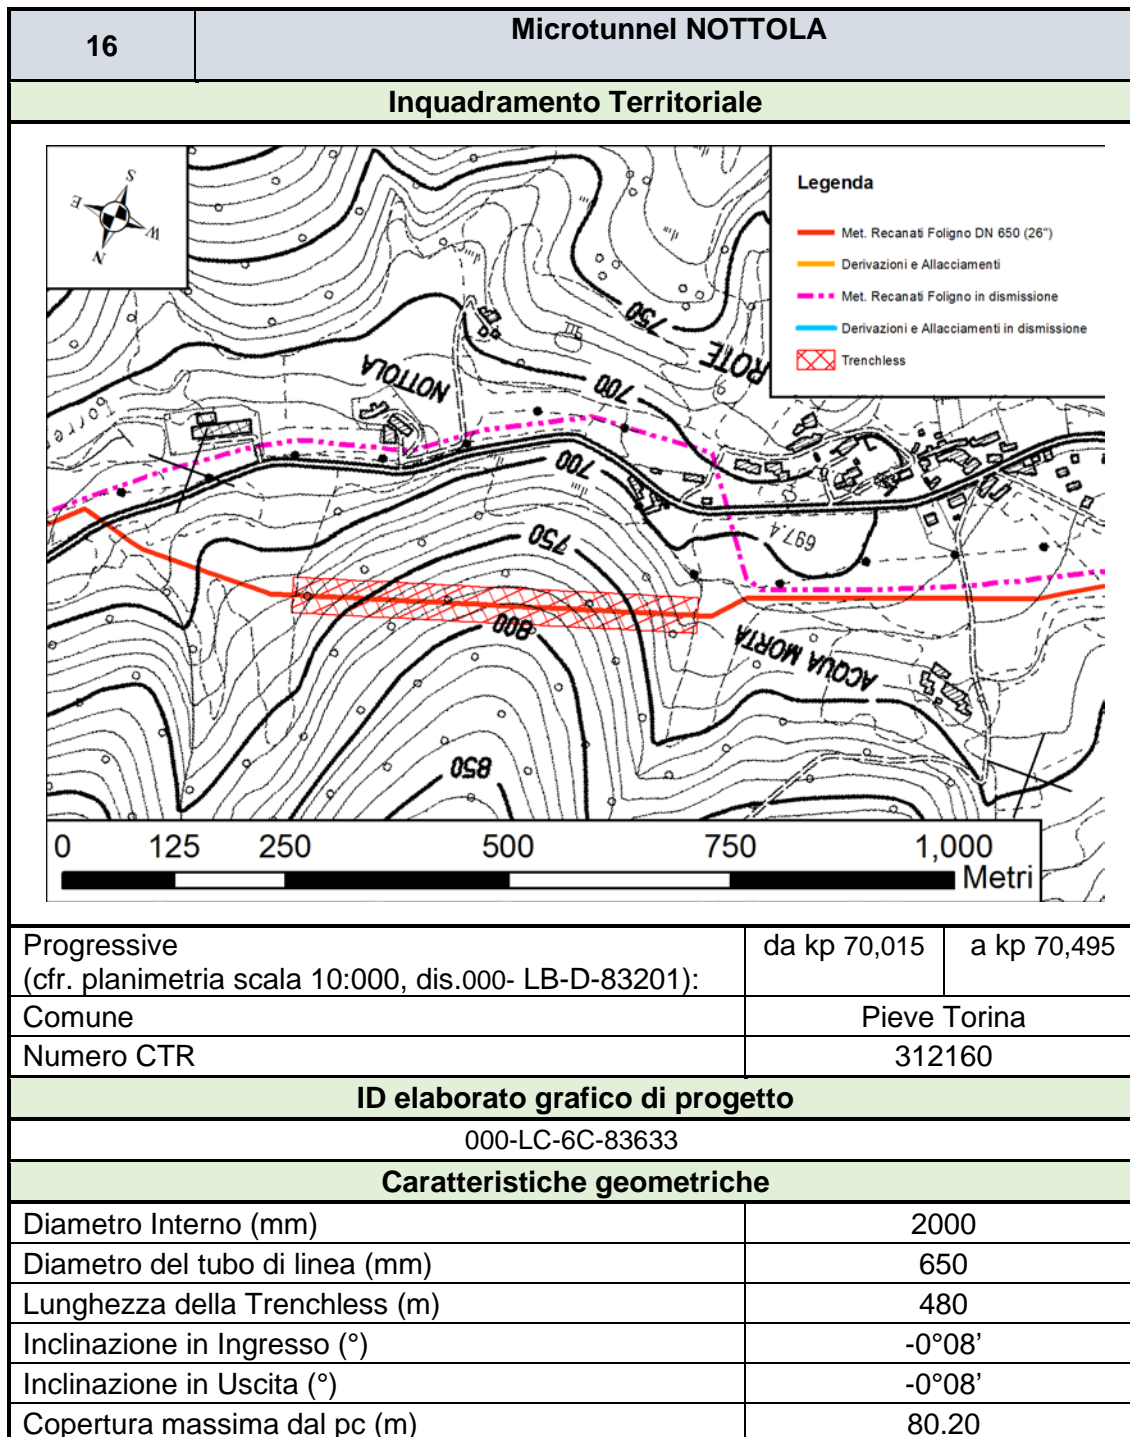 16
Microtunnel NOTTOLA
Inquadramento Territoriale
S
E
W
N
Legenda
Met. Recanati Foligno DN 650 (26")
Derivazioni e Allacciamenti
Met. Recanati Foligno in dismissione
Derivazioni e Allacciamenti in dismissione
Trenchless
750
ROTE
NOTTOLA
700
Torre
700
697.4
750
800
ACQUA MORTA
850
0 125 250 500 750 1,000
Metri
Progressive
(cfr. planimetria scala 10:000, dis.000- LB-D-83201):
da kp 70,015
a kp 70,495
Comune
Pieve Torina
Numero CTR
312160
ID elaborato grafico di progetto
000-LC-6C-83633
Caratteristiche geometriche
Diametro Interno (mm)
2000
Diametro del tubo di linea (mm)
650
Lunghezza della Trenchless (m)
480
Inclinazione in Ingresso (°)
-0°08’
Inclinazione in Uscita (°)
-0°08’
Copertura massima dal pc (m)
80.20